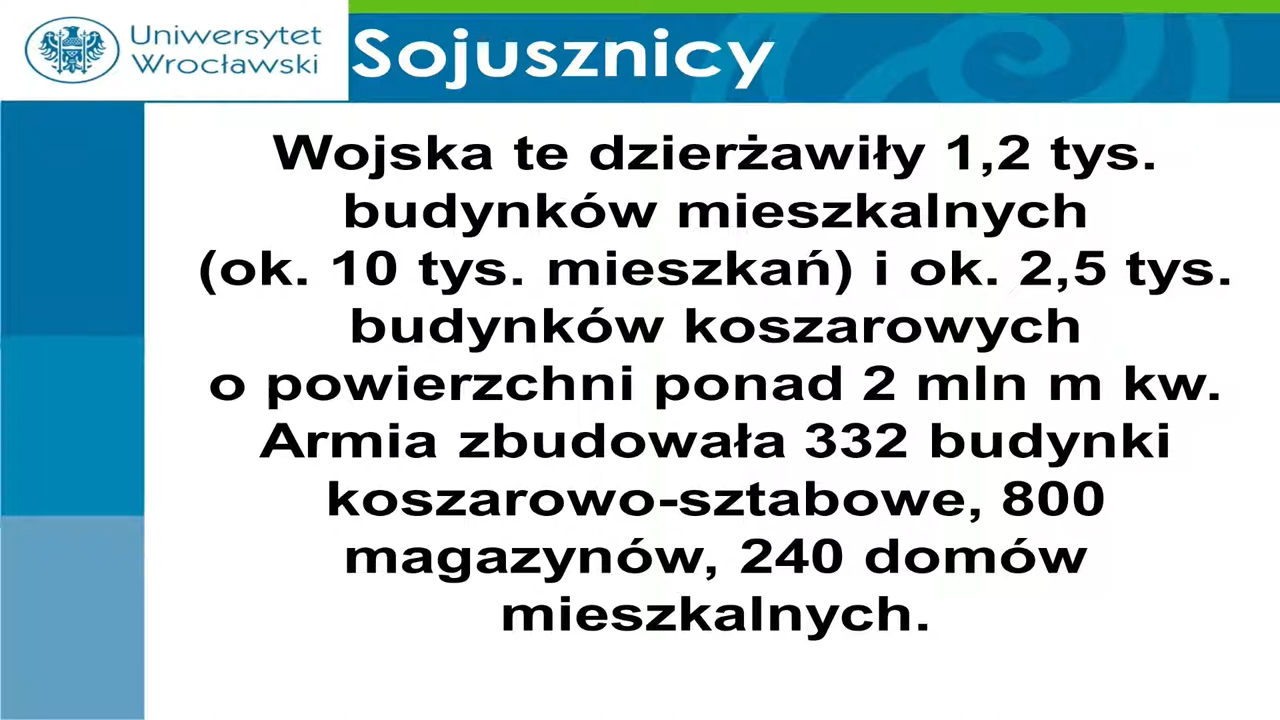 Uniwersytet
Wrocławski
Sojusznicy
Wojska te dzierżawiły 1,2 tys.
budynków mieszkalnych
(ok. 10 tys. mieszkań) i ok. 2,5 tys.
budynków koszarowych
o powierzchni ponad 2 mln m kw.
Armia zbudowała 332 budynki
koszarowo-sztabowe, 800
magazynów, 240 domów
mieszkalnych.